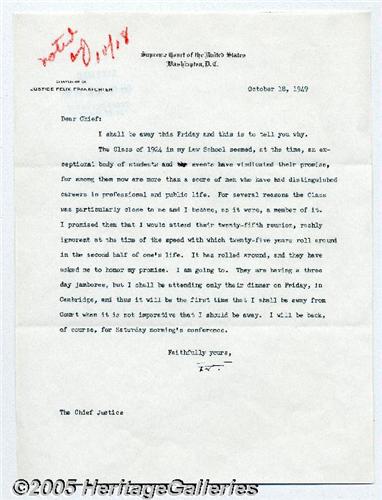 noted
10/18
Supreme Court of the United States
Washington, D.C.
CHAMBERS OF
JUSTICE FELIX FRANKFURTER
October 18, 1949
Dear Chief:
I shall be away this Friday and this is to tell you why.
The Class of 1924 in my Law School seemed, at the time, an ex-
ceptional body of students and the events have vindicated their promise,
for among them now are more than a score of men who have had distinguished
careers in professional and public life. For several reasons the Class
was particularly close to me and I became, as it were, a member of it.
I promised them that I would attend their twenty-fifth reunion, rashly
ignorant at the time of the speed with which twenty-five years roll around
in the second half of one's life. It has rolled around, and they have
asked me to honor my promise. I am going to. They are having a three
day jamboree, but I shall be attending only their dinner on Friday, in
Cambridge, and thus it will be the first time that I shall be away from
Court when it is not imperative that I should be away. I will be back,
of course, for Saturday morning's conference.
Faithfully yours,
The Chief Justice
© 2005 HeritageGalleries